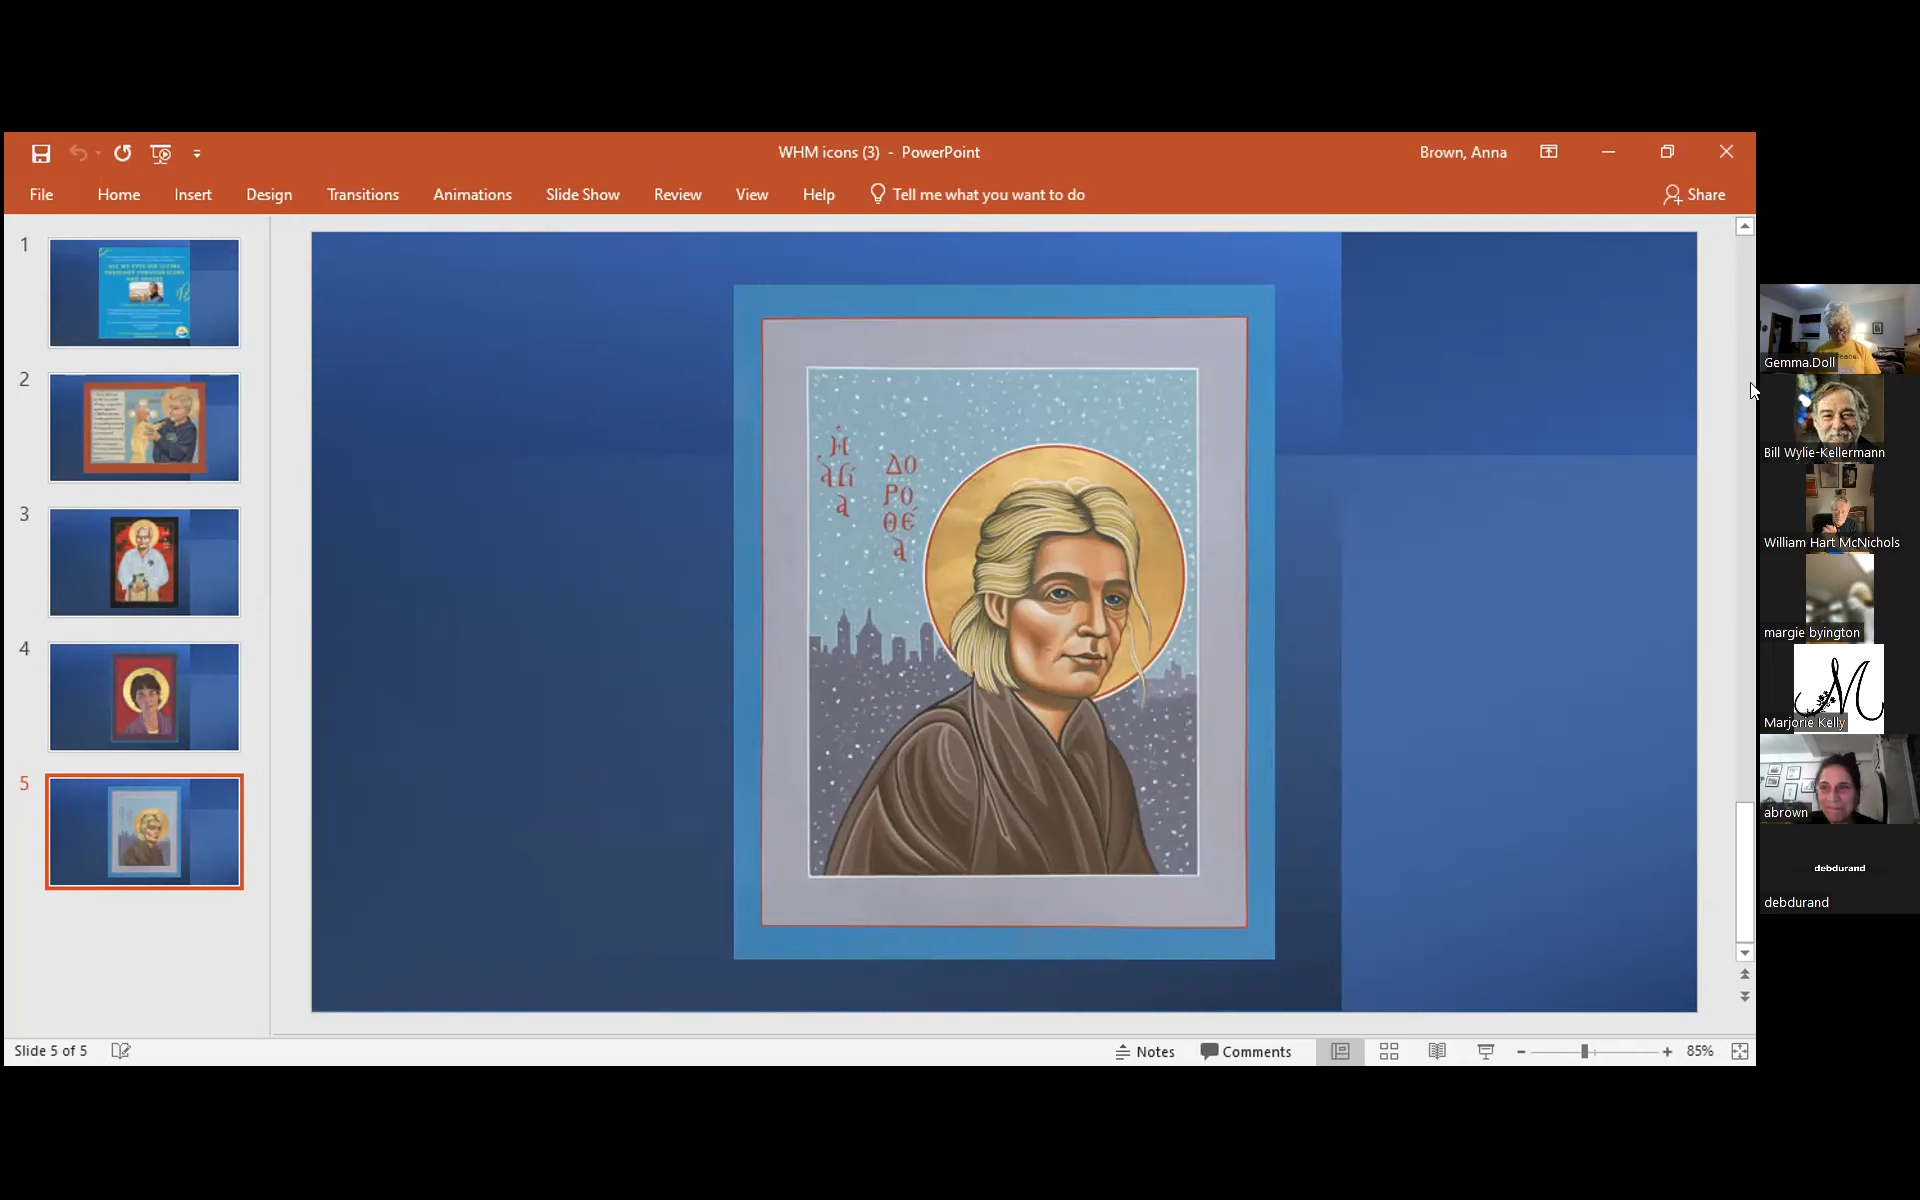 WHM icons (3) - PowerPoint
Brown, Anna
File Home Insert Design Transitions Animations Slide Show Review View Help Tell me what you want to do Share
1
2
3
4
5
ἡ
ἁγί
α
ΔΟ
ΡΟ
ΘΈ
α
Gemma.Doll
Bill Wylie-Kellermann
William Hart McNichols
margie byington
M
Marjorie Kelly
abrown
debdurand
debdurand
Slide 5 of 5 Notes Comments 85%